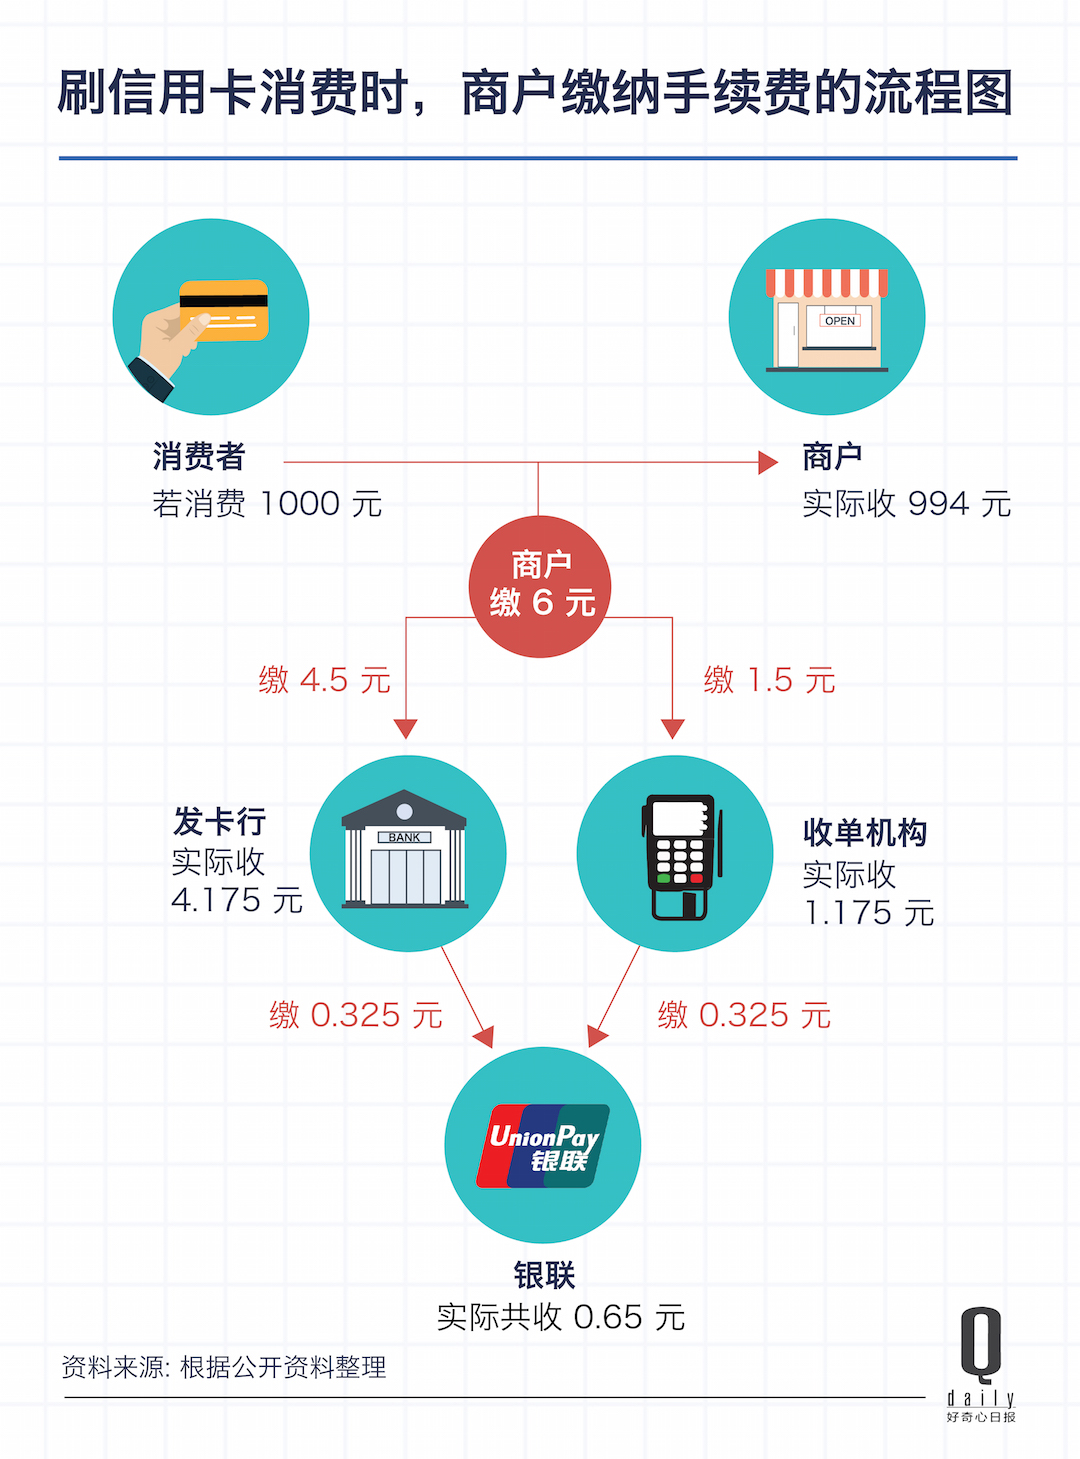 刷信用卡消费时，商户缴纳手续费的流程图
OPEN
消费者
若消费 1000 元
商户
实际收 994 元
商户
缴 6 元
缴 4.5 元
缴 1.5 元
BANK
发卡行
实际收
4.175 元
收单机构
实际收
1.175 元
缴 0.325 元
缴 0.325 元
UnionPay
银联
银联
实际共收 0.65 元
资料来源: 根据公开资料整理
Q
daily
好奇心日报